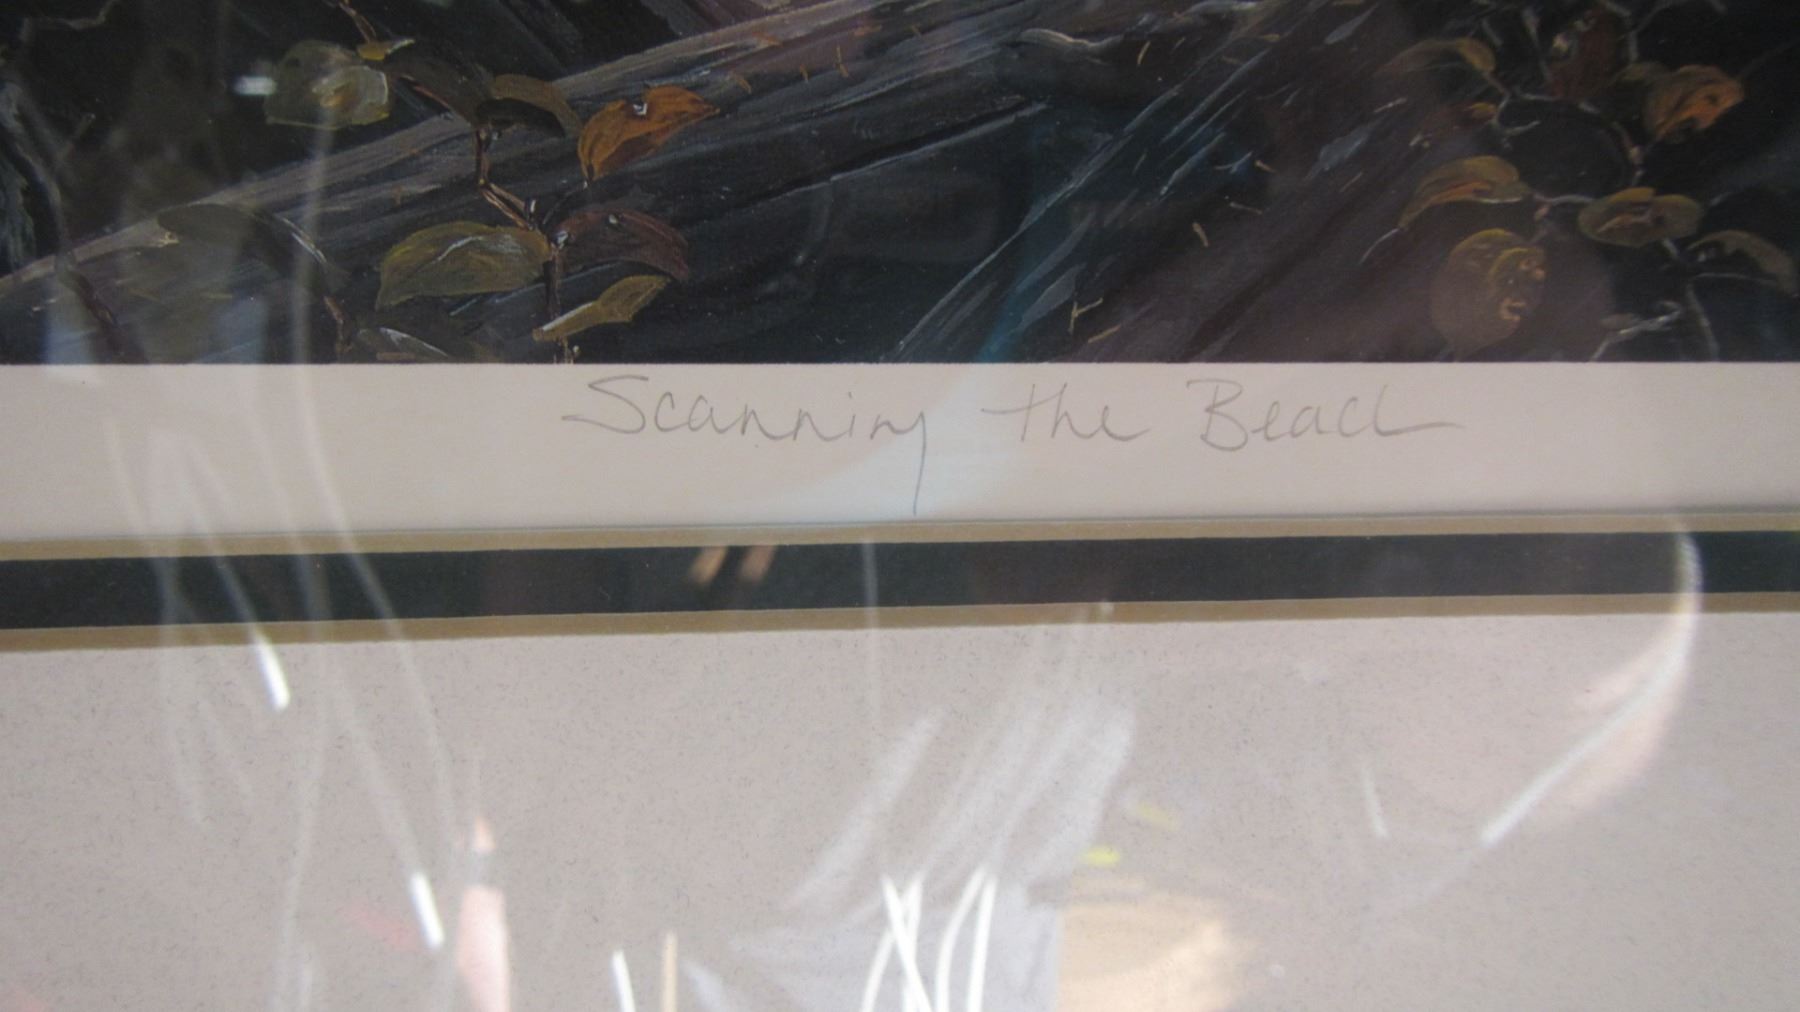 Scanning the Beach